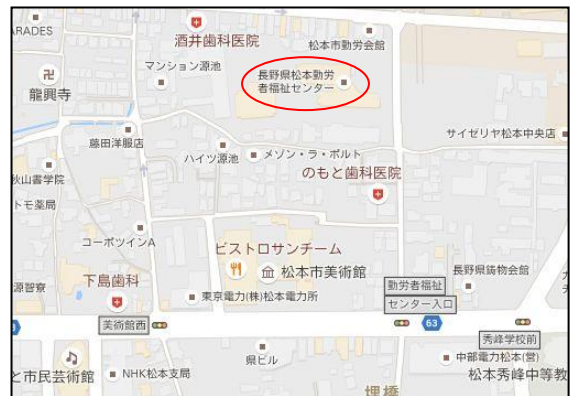 ARADES
酒井歯科医院
松本市勤労会館
マンション源池
長野県松本勤労
者福祉センター
卍
龍興寺
藤田洋服店
ハイツ源池
メゾン・ラ・ポルト
サイゼリヤ松本中央店
のもと歯科医院
秋山書学院
トモ薬局
コーポツインA
ビストロサンチーム
松本市美術館
下島歯科
源智寮
東京電力(株)松本電力所
勤労者福祉
センター入口
長野県鋳物会館
美術館西
63
秀峰学校前
県ビル
中部電力松本(営)
と市民芸術館
NHK松本支局
埋橋
松本秀峰中等教